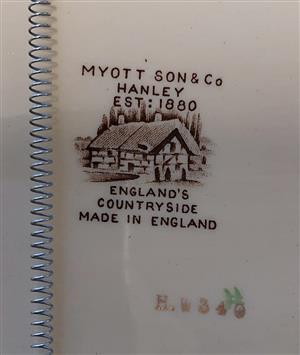 MYOTT SON & Co
HANLEY
EST: 1880
ENGLAND'S
COUNTRYSIDE
MADE IN ENGLAND